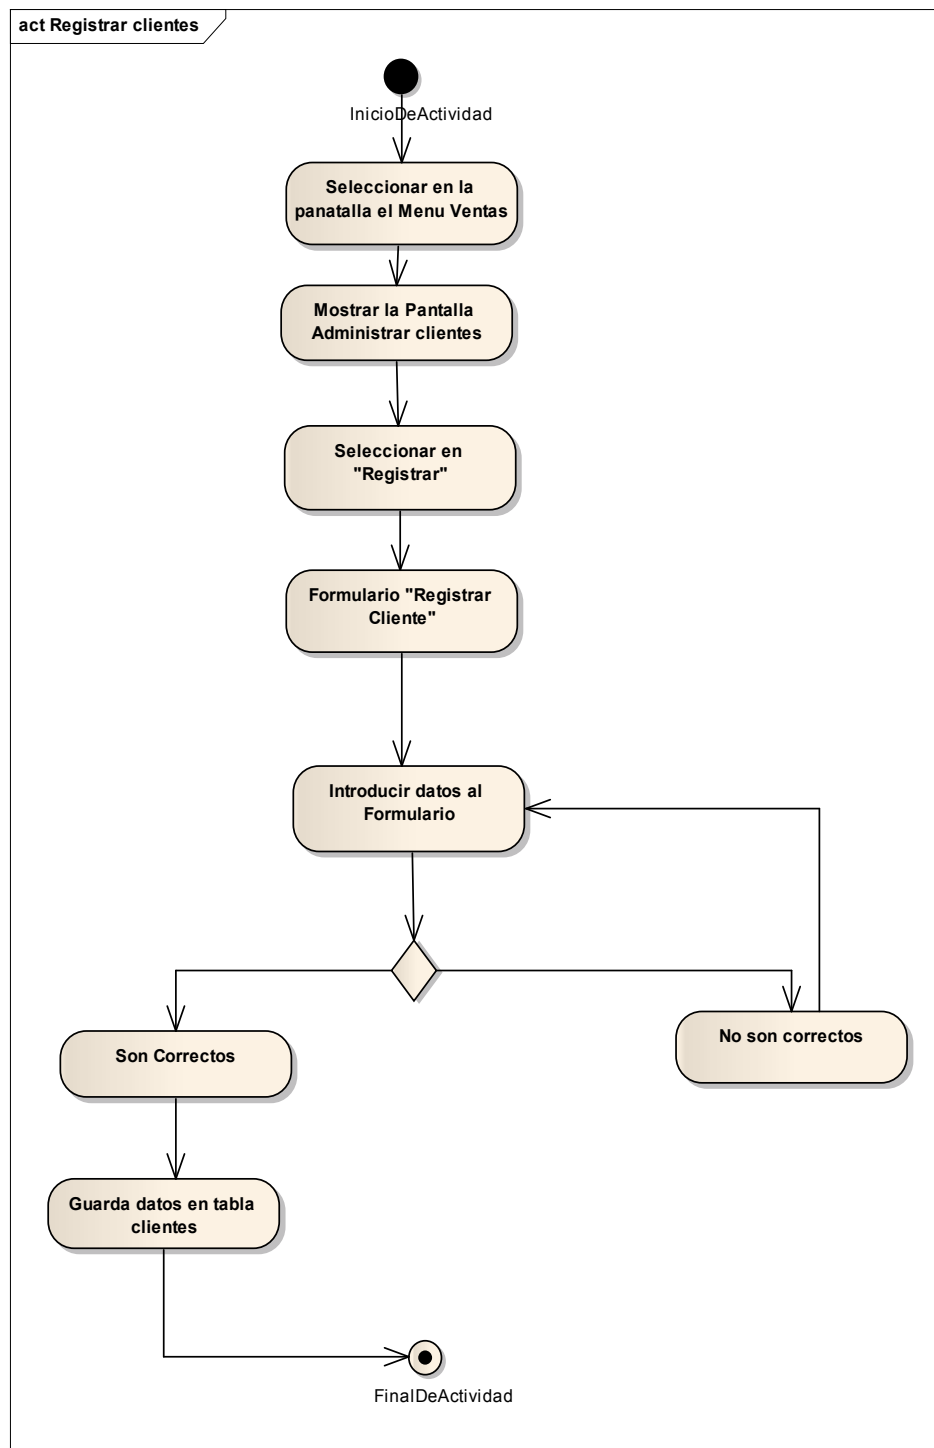 act Registrar clientes
InicioDeActividad
Seleccionar en la
panatalla el Menu Ventas
Mostrar la Pantalla
Administrar clientes
Seleccionar en
"Registrar"
Formulario "Registrar
Cliente"
Introducir datos al
Formulario
Son Correctos
No son correctos
Guarda datos en tabla
clientes
FinalDeActividad